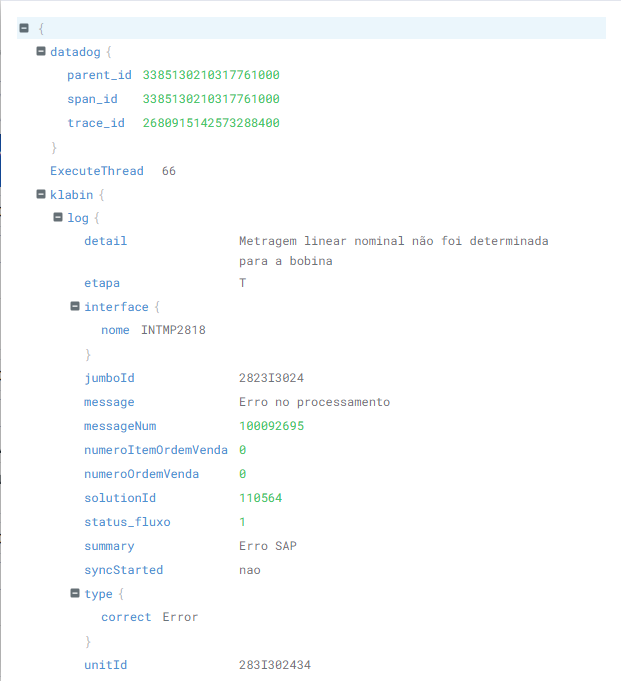 {
datadog {
parent_id 3385130210317761000
span_id 3385130210317761000
trace_id 2680915142573288400
}
ExecuteThread 66
klabin {
log {
detail Metragem linear nominal não foi determinada
para a bobina
etapa T
interface {
nome INTMP2818
}
jumboId 2823I3024
message Erro no processamento
messageNum 100092695
numeroItemOrdemVenda 0
numeroOrdemVenda 0
solutionId 110564
status_fluxo 1
summary Erro SAP
syncStarted nao
type {
correct Error
}
unitId 283I302434